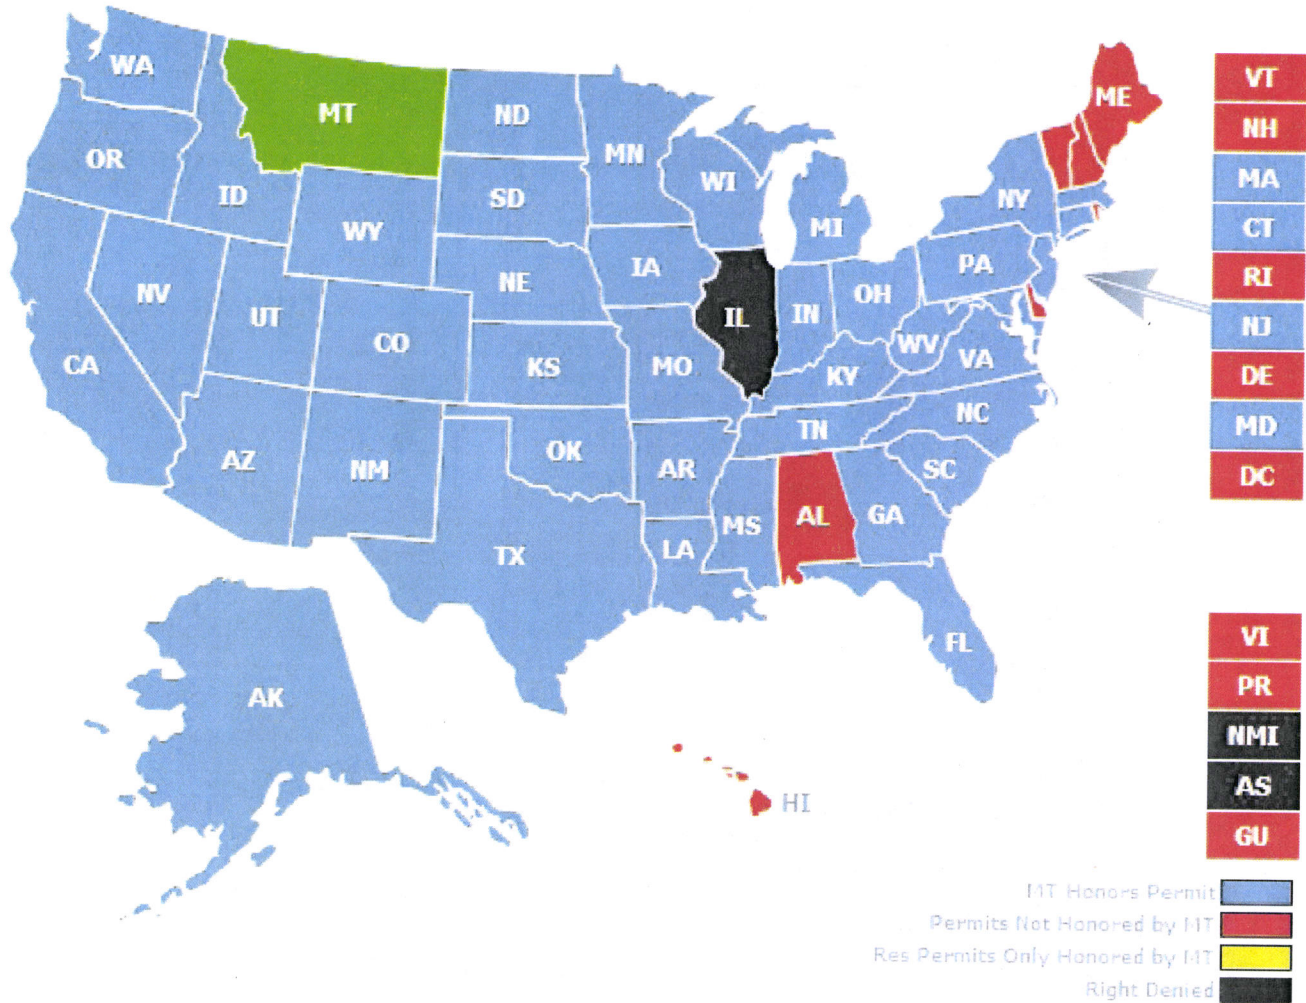 WA
MT
ND
MN
ME
OR
ID
SD
WI
NY
WY
MI
IA
PA
NE
NV
OH
UT
IL
IN
CO
WV
CA
KS
MO
VA
KY
NC
TN
AZ
NM
OK
AR
SC
MS
AL
GA
TX
LA
FL
AK
HI
VT
NH
MA
CT
RI
NJ
DE
MD
DC
VI
PR
NMI
AS
GU
MT Honors Permit
Permits Not Honored by MT
Res Permits Only Honored by MT
Right Denied